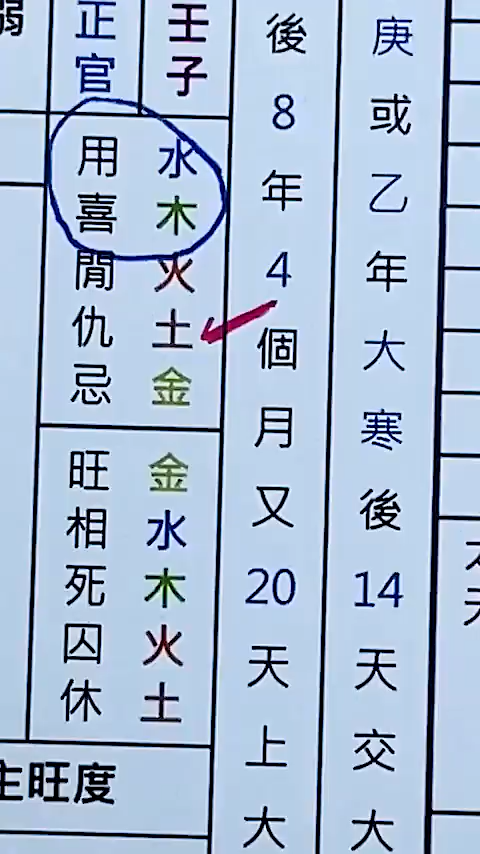 庚或乙年大寒後14天交大
後8年4個月又20天上大
壬子
正官
用 水
喜 木
閒 火
仇 土
忌 金
旺 金
相 水
死 木
囚 火
休 土
主旺度